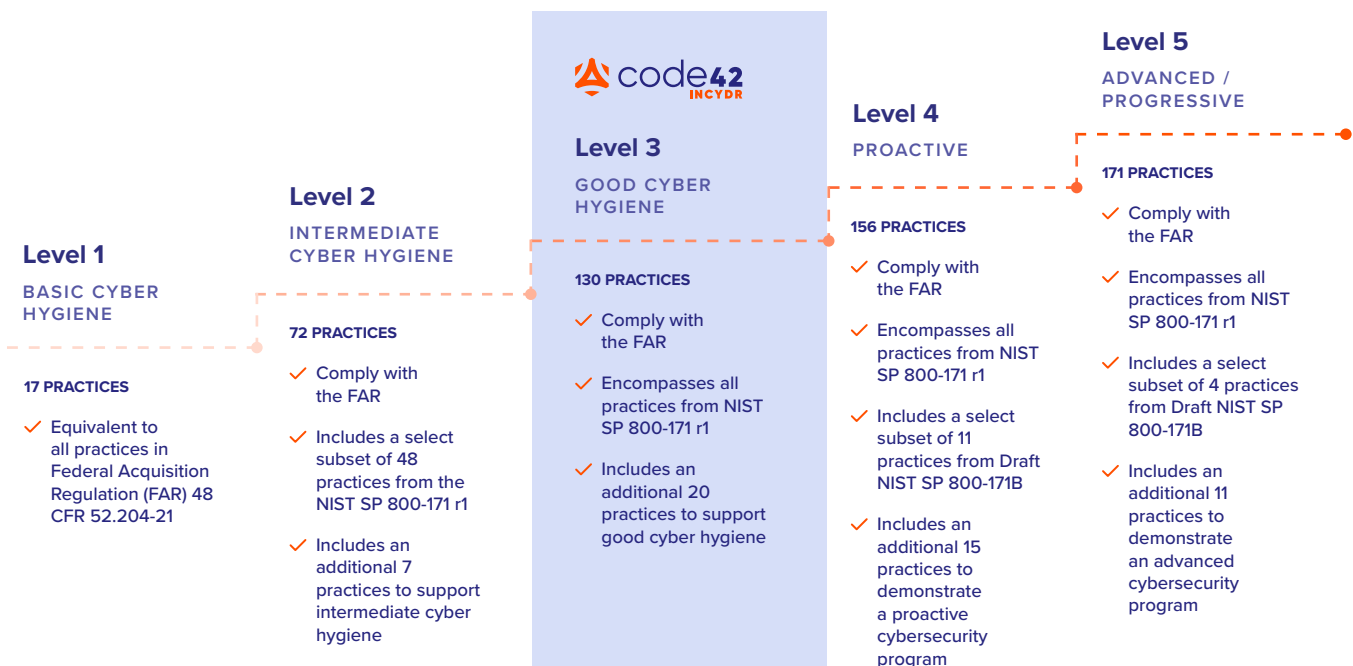 Level 1
BASIC CYBER
HYGIENE
17 PRACTICES
Equivalent to
all practices in
Federal Acquisition
Regulation (FAR) 48
CFR 52.204-21
Level 2
INTERMEDIATE
CYBER HYGIENE
72 PRACTICES
Comply with
the FAR
Includes a select
subset of 48
practices from the
NIST SP 800-171 r1
Includes an
additional 7
practices to support
intermediate cyber
hygiene
code42
INCYDR
Level 3
GOOD CYBER
HYGIENE
130 PRACTICES
Comply with
the FAR
Encompasses all
practices from NIST
SP 800-171 r1
Includes an
additional 20
practices to support
good cyber hygiene
Level 4
PROACTIVE
156 PRACTICES
Comply with
the FAR
Encompasses all
practices from NIST
SP 800-171 r1
Includes a select
subset of 11
practices from Draft
NIST SP 800-171B
Includes an
additional 15
practices to
demonstrate
a proactive
cybersecurity
program
Level 5
ADVANCED /
PROGRESSIVE
171 PRACTICES
Comply with
the FAR
Encompasses all
practices from NIST
SP 800-171 r1
Includes a select
subset of 4 practices
from Draft NIST SP
800-171B
Includes an
additional 11
practices to
demonstrate
an advanced
cybersecurity
program